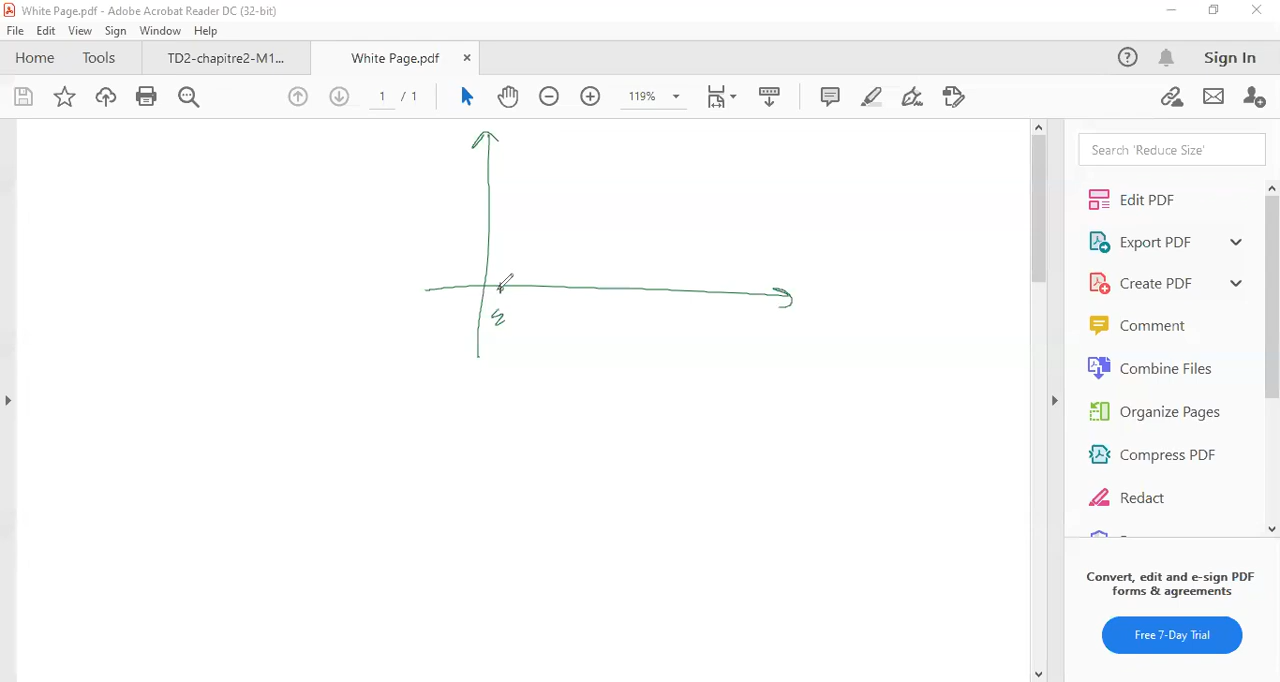 White Page.pdf - Adobe Acrobat Reader DC (32-bit)
File Edit View Sign Window Help
Home Tools TD2-chapitre2-M1... White Page.pdf × Sign In
1 / 1 119%
Search 'Reduce Size'
Edit PDF
Export PDF
Create PDF
Comment
Combine Files
Organize Pages
Compress PDF
Redact
Convert, edit and e-sign PDF
forms & agreements
Free 7-Day Trial